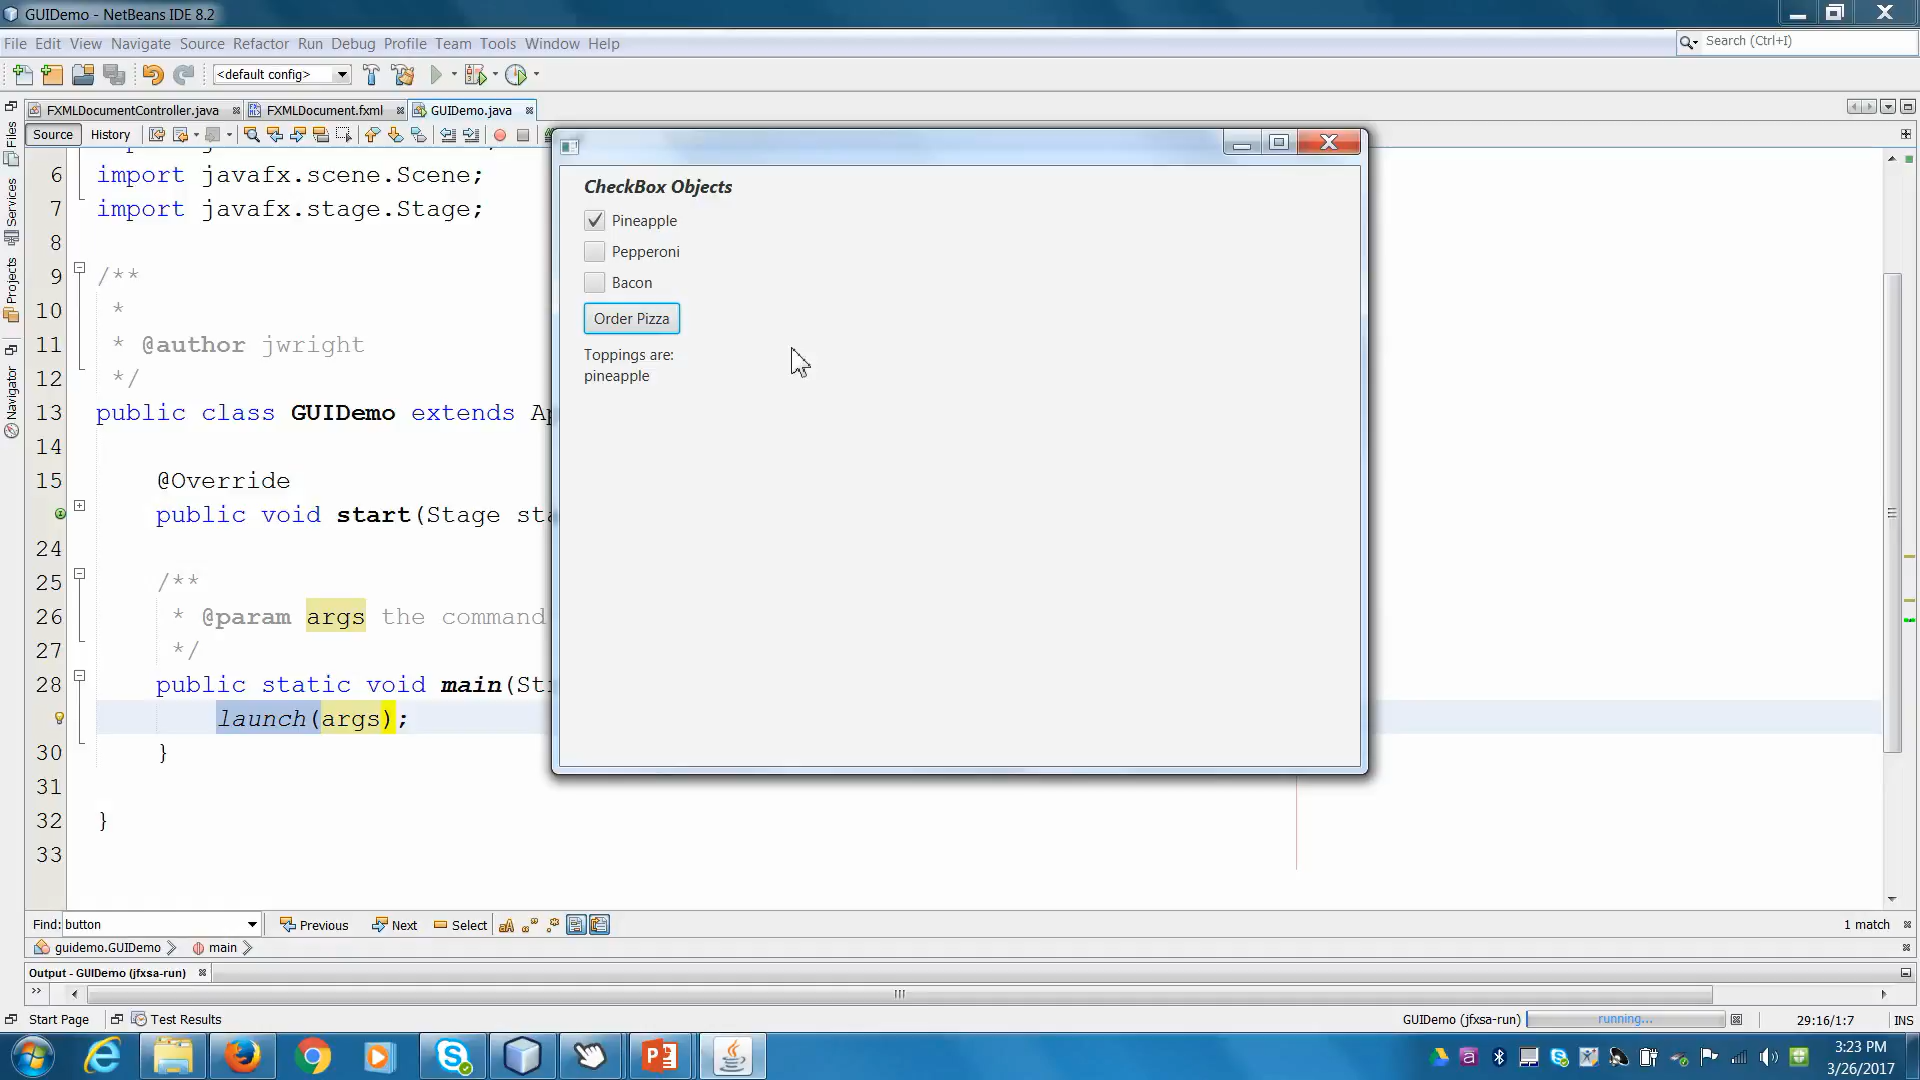 GUIDemo - NetBeans IDE 8.2
File Edit View Navigate Source Refactor Run Debug Profile Team Tools Window Help
Search (Ctrl+I)
<default config>
FXMLDocumentController.java FXMLDocument.fxml GUIDemo.java
Source History
Files
Services
Projects
Navigator
6 import javafx.scene.Scene;
7 import javafx.stage.Stage;
8
9 /**
10 *
11 * @author jwright
12 */
13 public class GUIDemo extends
14
15 @Override
public void start(Stage
24
25 /**
26 * @param args the command
27 */
28 public static void main(
launch(args);
30 }
31
32 }
33
CheckBox Objects
Pineapple
Pepperoni
Bacon
Order Pizza
Toppings are:
pineapple
Find: button Previous Next Select 1 match
guidemo.GUIDemo main
Output - GUIDemo (jfxsa-run)
Start Page Test Results GUIDemo (jfxsa-run) running... 29:16/1:7 INS
3:23 PM
3/26/2017